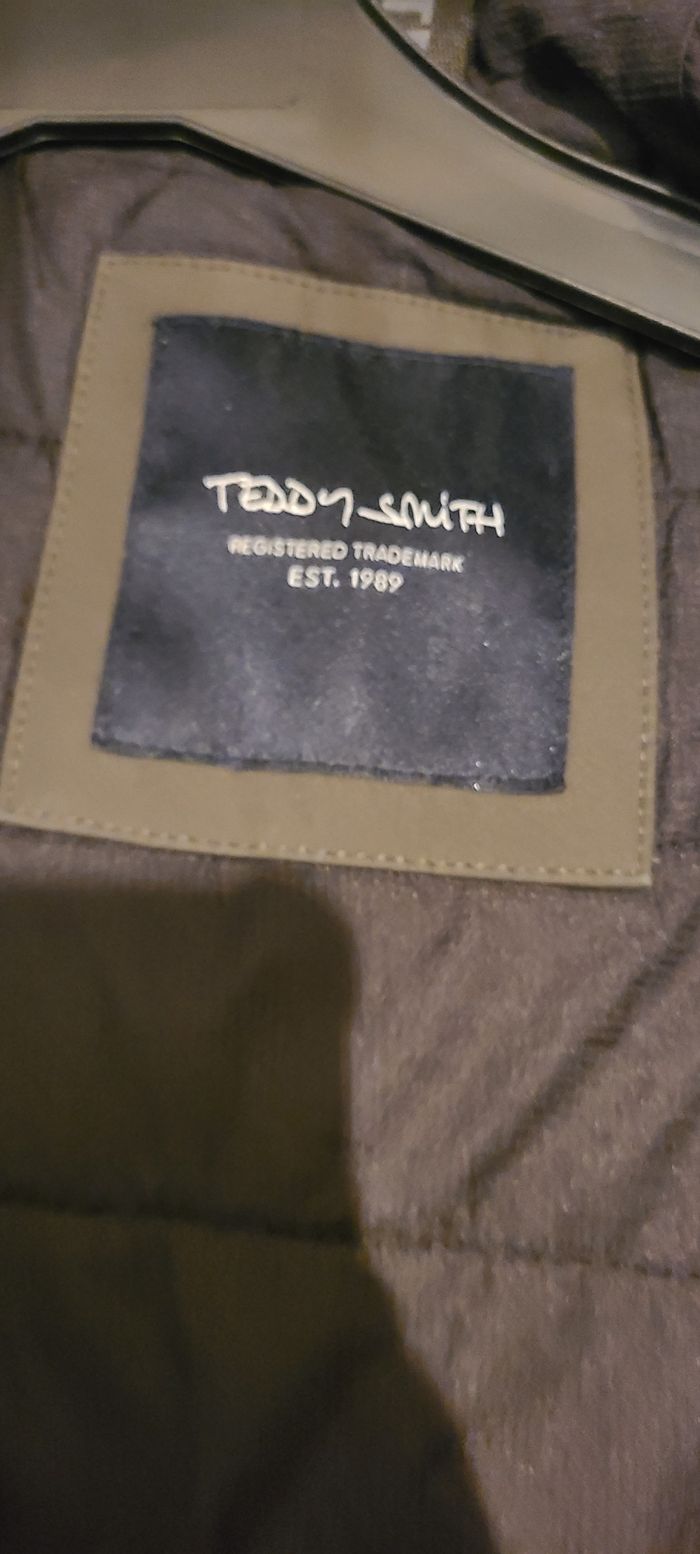 TEDDY SMITH
REGISTERED TRADEMARK
EST. 1989